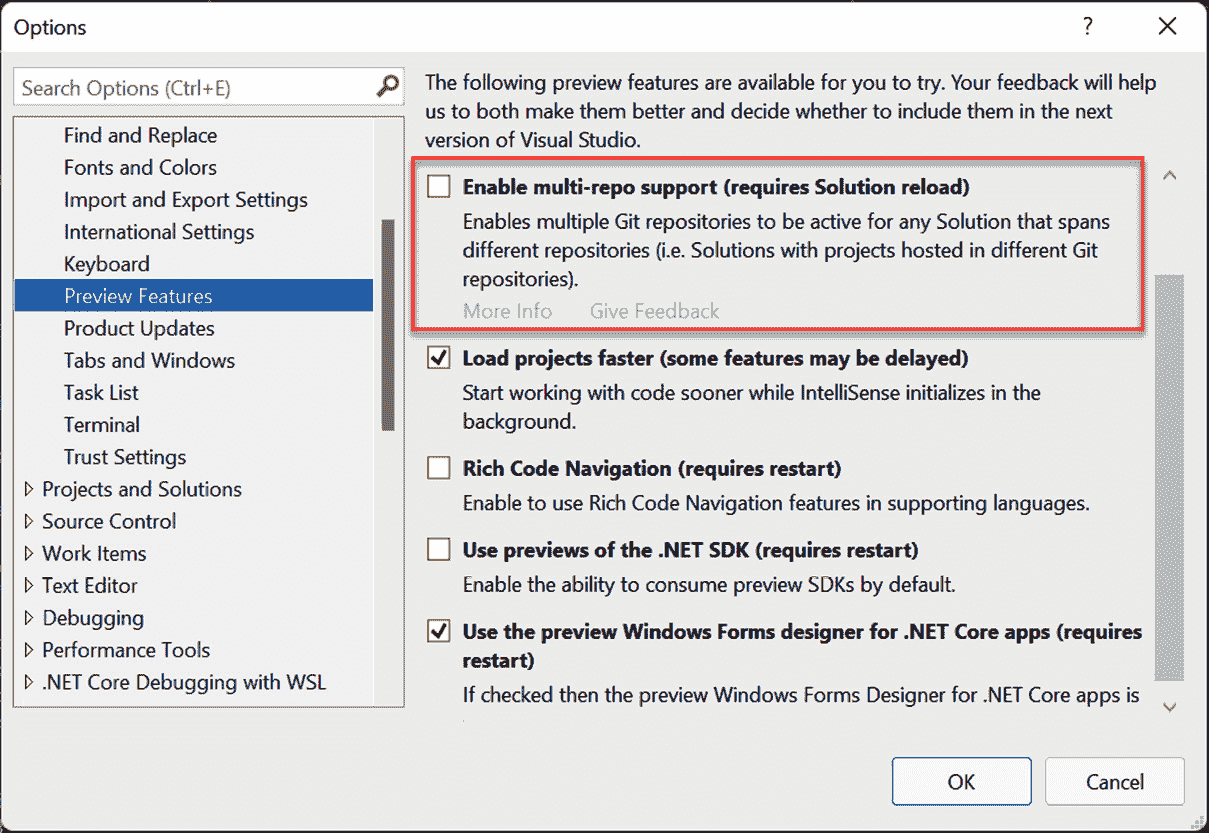 Options
?
Search Options (Ctrl+E)
Find and Replace
Fonts and Colors
Import and Export Settings
International Settings
Keyboard
Preview Features
Product Updates
Tabs and Windows
Task List
Terminal
Trust Settings
Projects and Solutions
Source Control
Work Items
Text Editor
Debugging
Performance Tools
.NET Core Debugging with WSL
The following preview features are available for you to try. Your feedback will help
us to both make them better and decide whether to include them in the next
version of Visual Studio.
Enable multi-repo support (requires Solution reload)
Enables multiple Git repositories to be active for any Solution that spans
different repositories (i.e. Solutions with projects hosted in different Git
repositories).
More Info Give Feedback
Load projects faster (some features may be delayed)
Start working with code sooner while IntelliSense initializes in the
background.
Rich Code Navigation (requires restart)
Enable to use Rich Code Navigation features in supporting languages.
Use previews of the .NET SDK (requires restart)
Enable the ability to consume preview SDKs by default.
Use the preview Windows Forms designer for .NET Core apps (requires
restart)
If checked then the preview Windows Forms Designer for .NET Core apps is
OK
Cancel